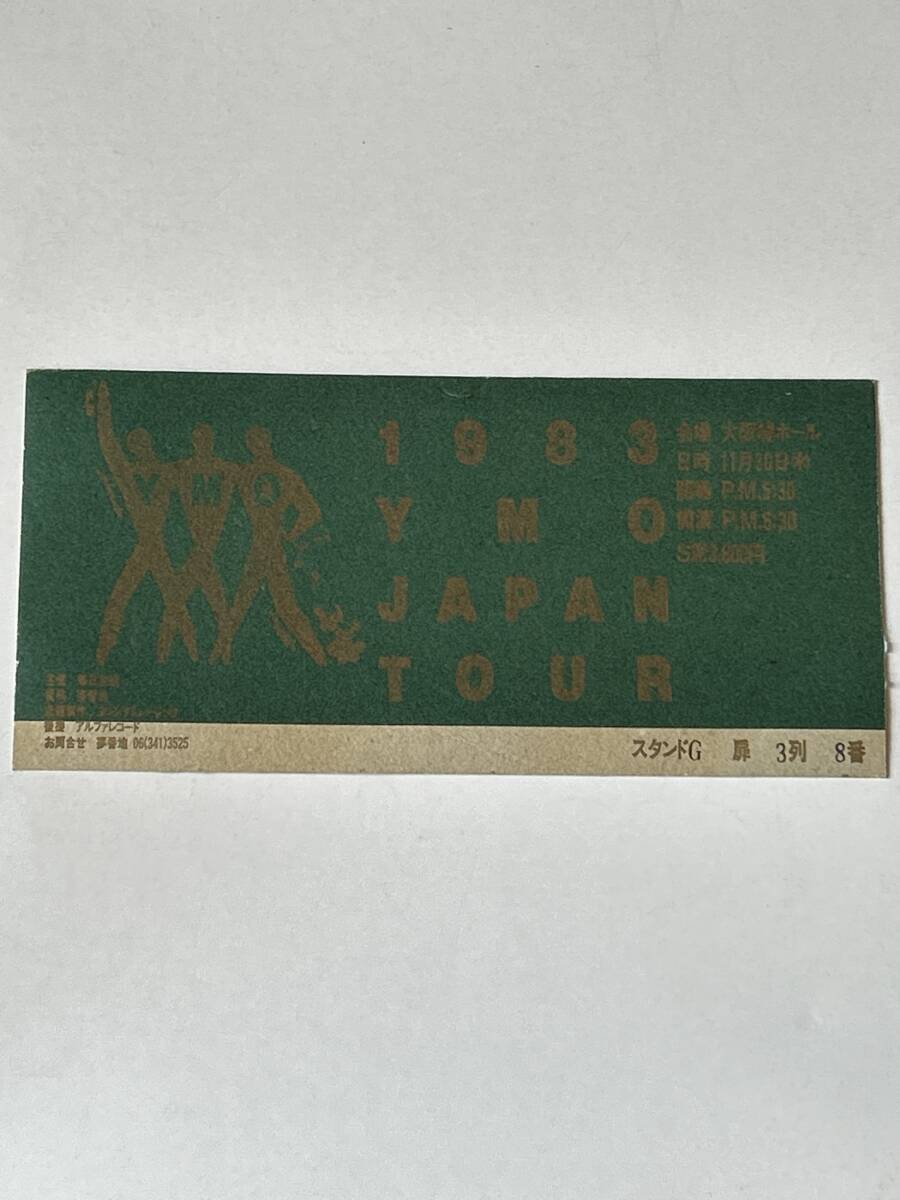 YMO
1983
YMO
JAPAN
TOUR
会場 大阪城ホール
日時 11月30日(水)
開場 P.M.5:30
開演 P.M.6:30
S席3,800円
主催
後援 アルファレコード
お問合せ 夢番地 06(341)3525
スタンドG 扉 3列 8番